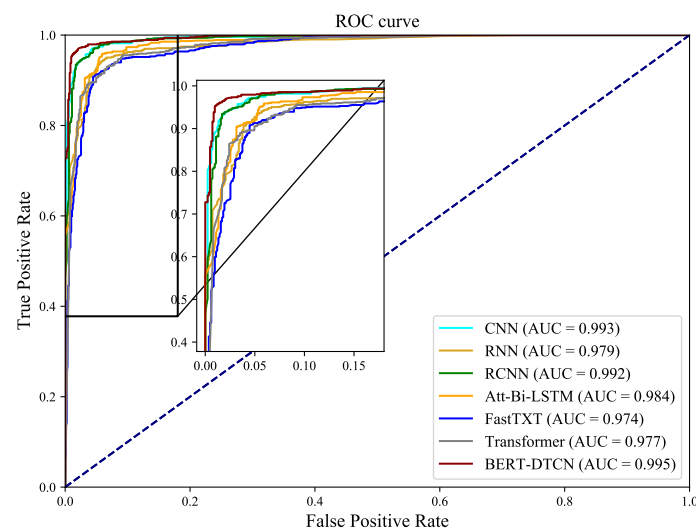 ROC curve
True Positive Rate
1.0
0.8
0.6
0.4
0.2
0.0
0.0
0.2
0.4
0.6
0.8
1.0
False Positive Rate
1.0
0.9
0.8
0.7
0.6
0.5
0.4
0.00
0.05
0.10
0.15
CNN (AUC = 0.993)
RNN (AUC = 0.979)
RCNN (AUC = 0.992)
Att-Bi-LSTM (AUC = 0.984)
FastTXT (AUC = 0.974)
Transformer (AUC = 0.977)
BERT-DTCN (AUC = 0.995)